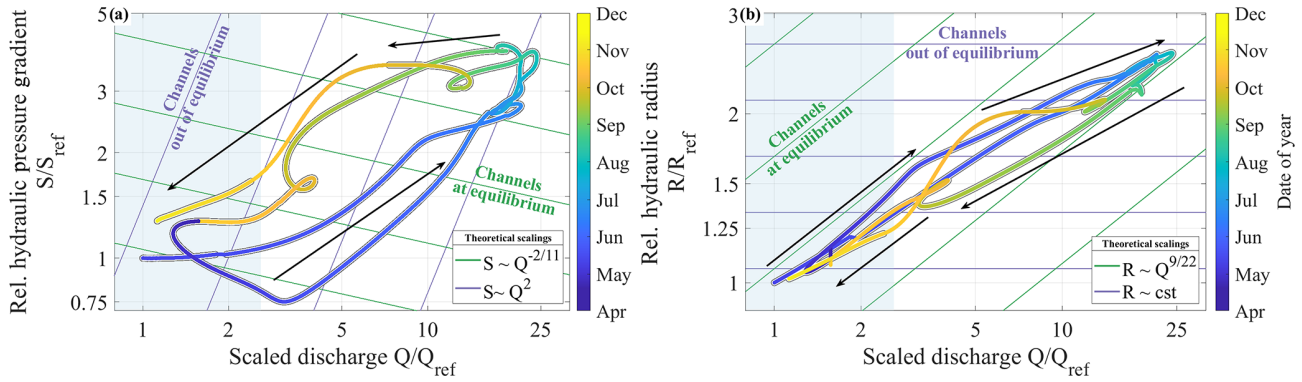 (a)
Rel. hydraulic pressure gradient
S/S_ref
5
4
3
2
1.5
1
0.75
Channels
out of equilibrium
Channels
at equilibrium
Theoretical scalings
S ~ Q^-2/11
S ~ Q^2
1 2 5 10 25
Scaled discharge Q/Q_ref
Dec
Nov
Oct
Sep
Aug
Jul
Jun
May
Apr
(b)
Rel. hydraulic radius
R/R_ref
3
2
1.5
1.25
1
Channels
out of equilibrium
Channels
at equilibrium
Theoretical scalings
R ~ Q^9/22
R ~ cst
1 2 5 10 25
Scaled discharge Q/Q_ref
Dec
Nov
Oct
Sep
Aug
Jul
Jun
May
Apr
Date of year